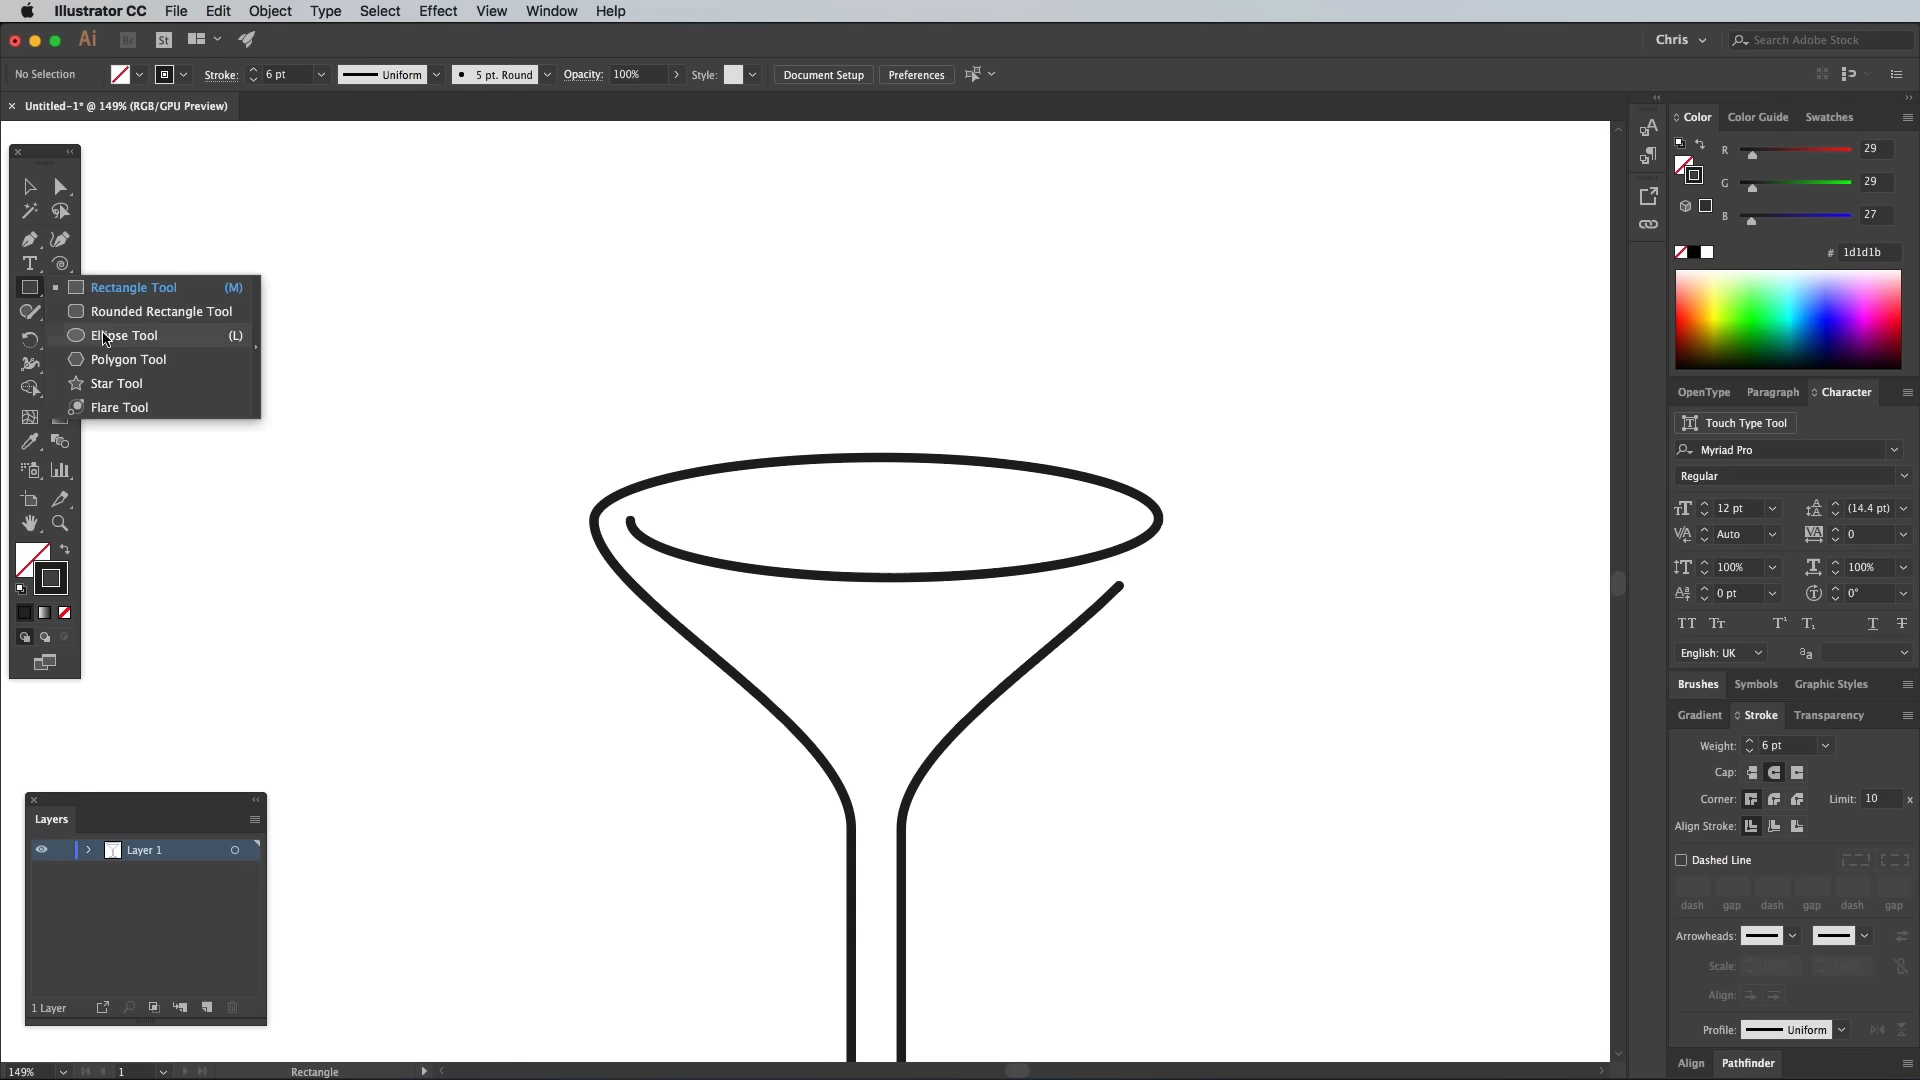 Illustrator CC File Edit Object Type Select Effect View Window Help
Ai Br St Chris Search Adobe Stock
No Selection Stroke: 6 pt Uniform 5 pt. Round Opacity: 100% Style: Document Setup Preferences
Untitled-1* @ 149% (RGB/GPU Preview)
Color Color Guide Swatches
R 29
G 29
B 27
# 1d1d1b
Rectangle Tool (M)
Rounded Rectangle Tool
Ellipse Tool (L)
Polygon Tool
Star Tool
Flare Tool
OpenType Paragraph Character
Touch Type Tool
Myriad Pro
Regular
12 pt (14.4 pt)
Auto 0
100% 100%
0 pt 0°
English: UK
Brushes Symbols Graphic Styles
Gradient Stroke Transparency
Weight: 6 pt
Cap:
Corner: Limit: 10 x
Align Stroke:
Dashed Line
dash gap dash gap dash gap
Arrowheads:
Scale:
Align:
Profile: Uniform
Align Pathfinder
Layers
Layer 1
1 Layer
149% 1 Rectangle